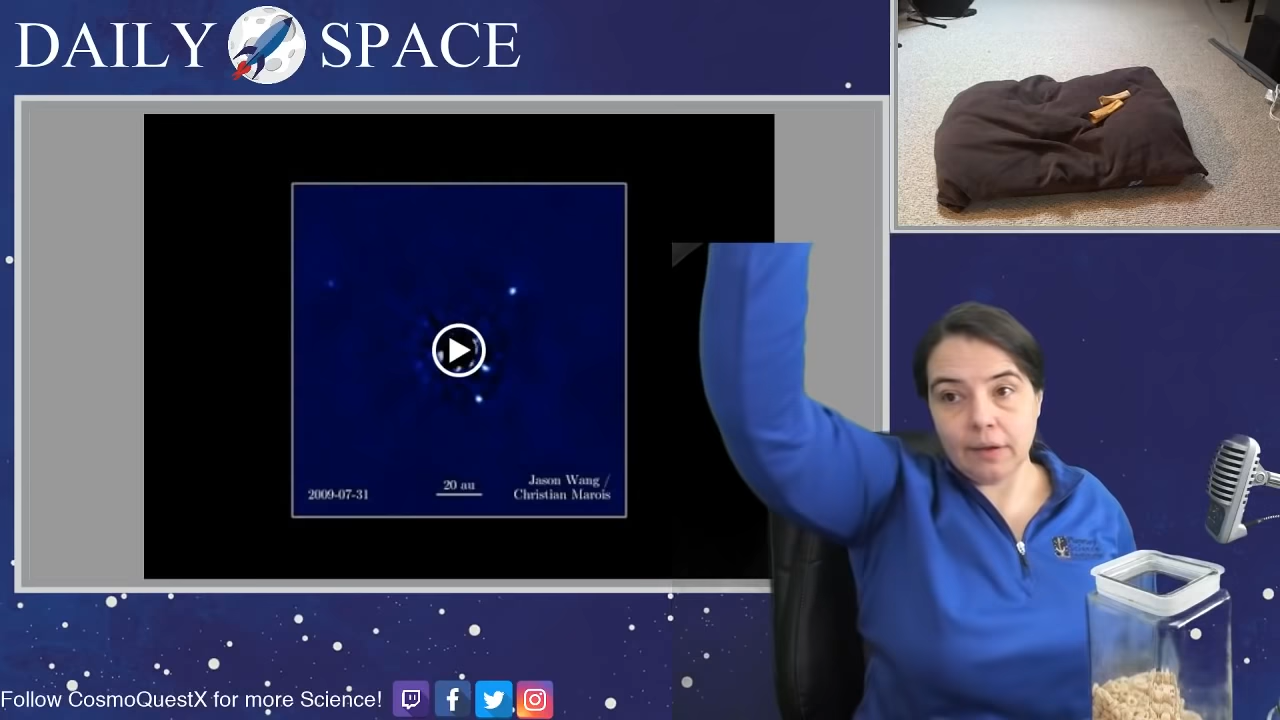 DAILY SPACE
2009-07-31
20 au
Jason Wang /
Christian Marois
Follow CosmoQuestX for more Science!